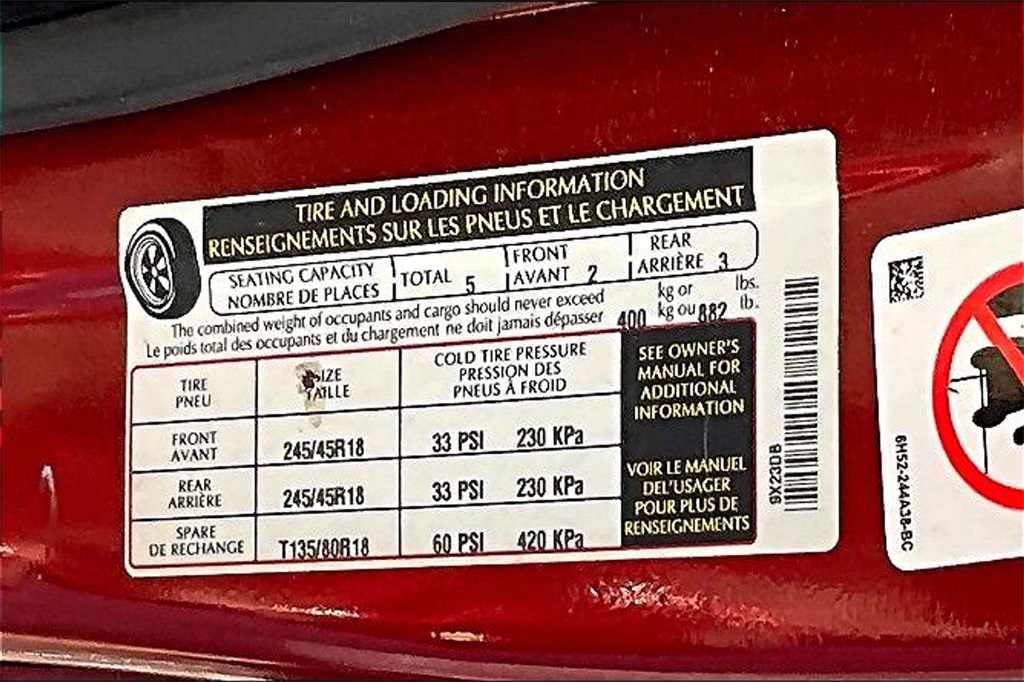 TIRE AND LOADING INFORMATION
RENSEIGNEMENTS SUR LES PNEUS ET LE CHARGEMENT
SEATING CAPACITY
NOMBRE DE PLACES
TOTAL 5
FRONT
AVANT 2
REAR
ARRIÈRE 3
The combined weight of occupants and cargo should never exceed
Le poids total des occupants et du chargement ne doit jamais dépasser
400
kg or lbs.
kg ou 882 lb.
TIRE
PNEU
SIZE
TAILLE
COLD TIRE PRESSURE
PRESSION DES
PNEUS À FROID
FRONT
AVANT
245/45R18
33 PSI 230 KPa
REAR
ARRIÈRE
245/45R18
33 PSI 230 KPa
SPARE
DE RECHANGE
T135/80R18
60 PSI 420 KPa
SEE OWNER'S
MANUAL FOR
ADDITIONAL
INFORMATION
VOIR LE MANUEL
DEL'USAGER
POUR PLUS DE
RENSEIGNEMENTS
9X23DB
6H52-244A38-BC